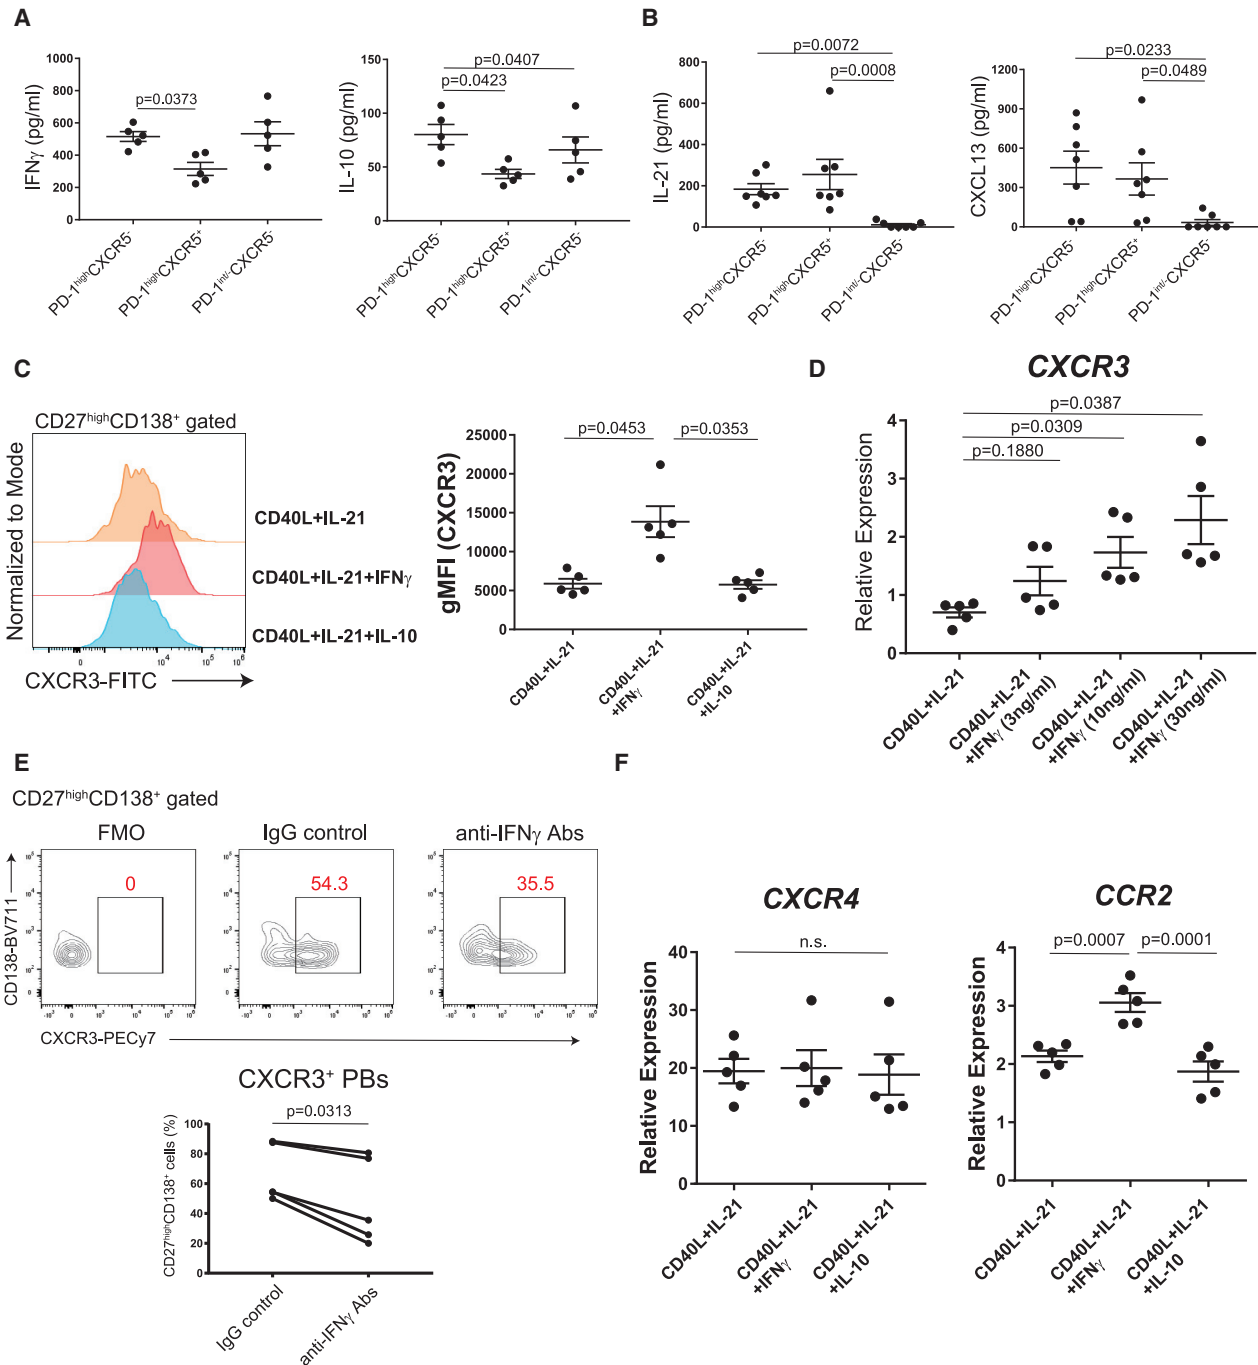 A
B
1000
800
600
400
200
0
IFNγ (pg/ml)
p=0.0373
PD-1highCXCR5-
PD-1highCXCR5+
PD-1int/-CXCR5-
150
100
50
0
IL-10 (pg/ml)
p=0.0407
p=0.0423
PD-1highCXCR5-
PD-1highCXCR5+
PD-1int/-CXCR5-
800
600
400
200
0
IL-21 (pg/ml)
p=0.0072
p=0.0008
PD-1highCXCR5-
PD-1highCXCR5+
PD-1int/-CXCR5-
1200
900
600
300
0
CXCL13 (pg/ml)
p=0.0233
p=0.0489
PD-1highCXCR5-
PD-1highCXCR5+
PD-1int/-CXCR5-
C
CD27highCD138+ gated
Normalized to Mode
CD40L+IL-21
CD40L+IL-21+IFNγ
CD40L+IL-21+IL-10
0 10^4 10^5 10^6
CXCR3-FITC
25000
20000
15000
10000
5000
0
gMFI (CXCR3)
p=0.0453
p=0.0353
CD40L+IL-21
CD40L+IL-21
+IFNγ
CD40L+IL-21
+IL-10
D
CXCR3
4
3
2
1
0
Relative Expression
p=0.0387
p=0.0309
p=0.1880
CD40L+IL-21
CD40L+IL-21
+IFNγ (3ng/ml)
CD40L+IL-21
+IFNγ (10ng/ml)
CD40L+IL-21
+IFNγ (30ng/ml)
E
CD27highCD138+ gated
FMO
IgG control
anti-IFNγ Abs
0
54.3
35.5
CD138-BV711
CXCR3-PECy7
CXCR3+ PBs
p=0.0313
CD27highCD138+ cells (%)
100
80
60
40
20
0
IgG control
anti-IFNγ Abs
F
CXCR4
40
30
20
10
0
Relative Expression
n.s.
CD40L+IL-21
CD40L+IL-21
+IFNγ
CD40L+IL-21
+IL-10
CCR2
4
3
2
1
0
Relative Expression
p=0.0007
p=0.0001
CD40L+IL-21
CD40L+IL-21
+IFNγ
CD40L+IL-21
+IL-10